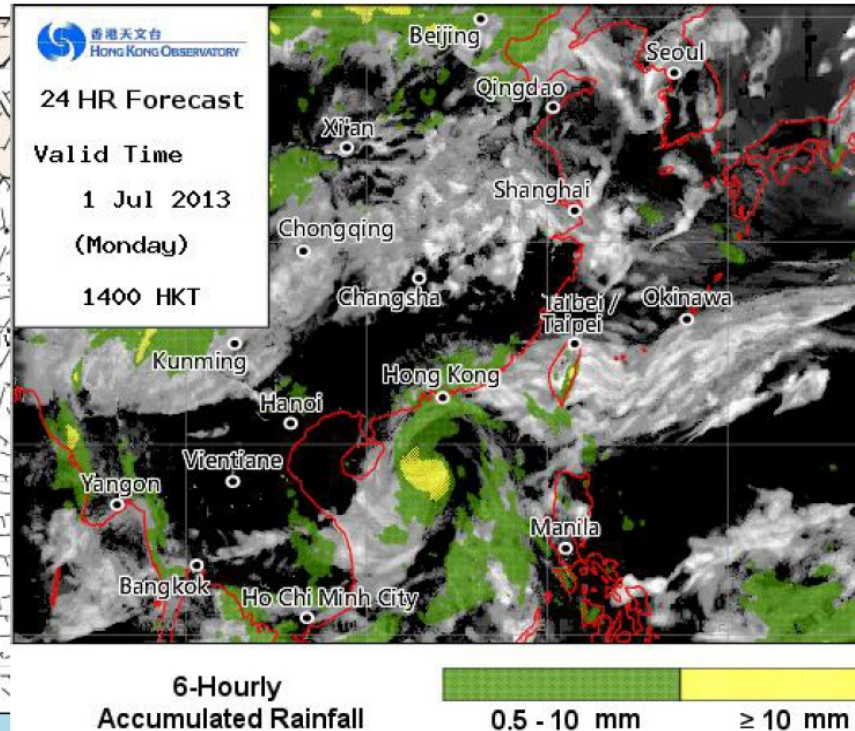 香港天文台
HONG KONG OBSERVATORY
24 HR Forecast
Valid Time
1 Jul 2013
(Monday)
1400 HKT
Beijing
Seoul
Qingdao
Xi'an
Shanghai
Chongqing
Changsha
Taibei /
Taipei
Okinawa
Kunming
Hong Kong
Hanoi
Vientiane
Yangon
Manila
Bangkok
Ho Chi Minh City
6-Hourly
Accumulated Rainfall
0.5 - 10 mm
≥ 10 mm